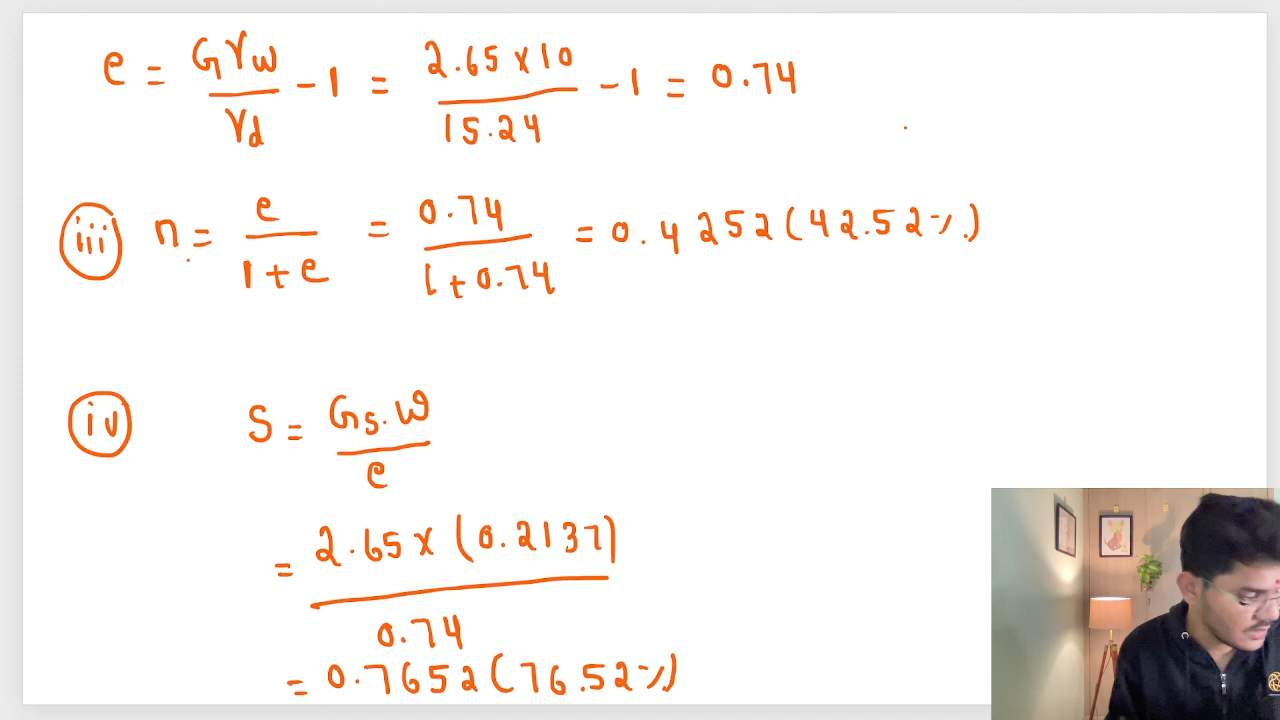 e = Gγw/γd - 1 = 2.65 x 10/15.24 - 1 = 0.74
iii n = e/1+e = 0.74/1+0.74 = 0.4252 (42.52%)
iv S = Gs.w/e
= 2.65 x (0.2137)/0.74
= 0.7652 (76.52%)